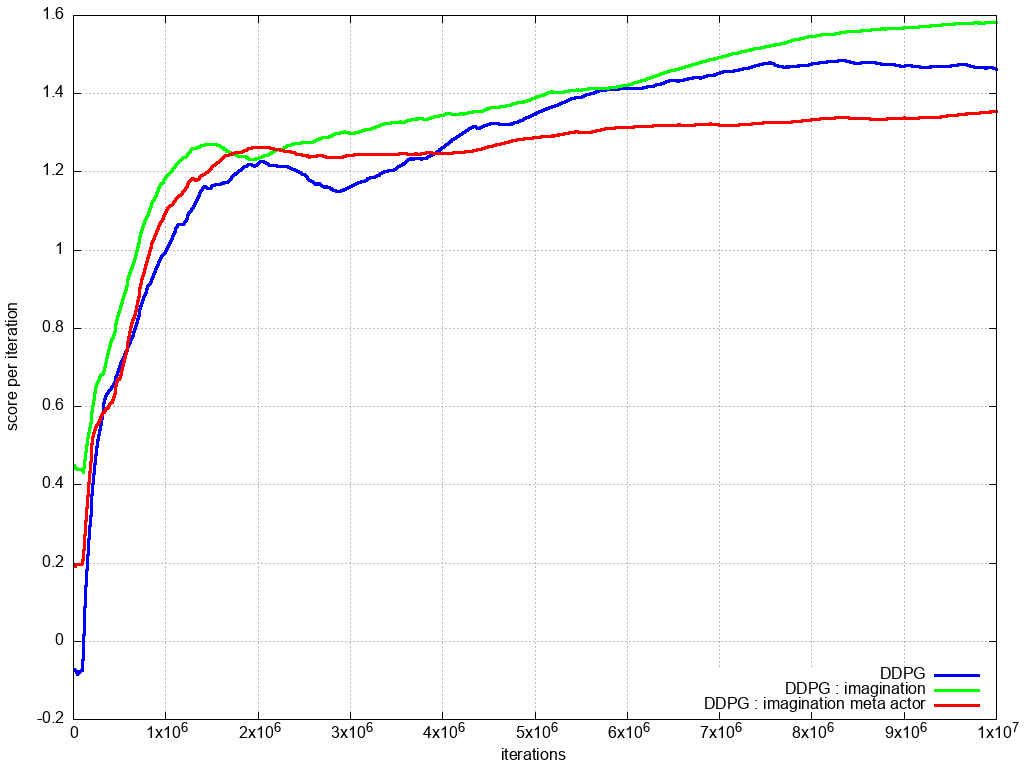 1.6
1.4
1.2
1
0.8
0.6
0.4
0.2
0
-0.2
score per iteration
DDPG
DDPG : imagination
DDPG : imagination meta actor
0 1x10^6 2x10^6 3x10^6 4x10^6 5x10^6 6x10^6 7x10^6 8x10^6 9x10^6 1x10^7
iterations